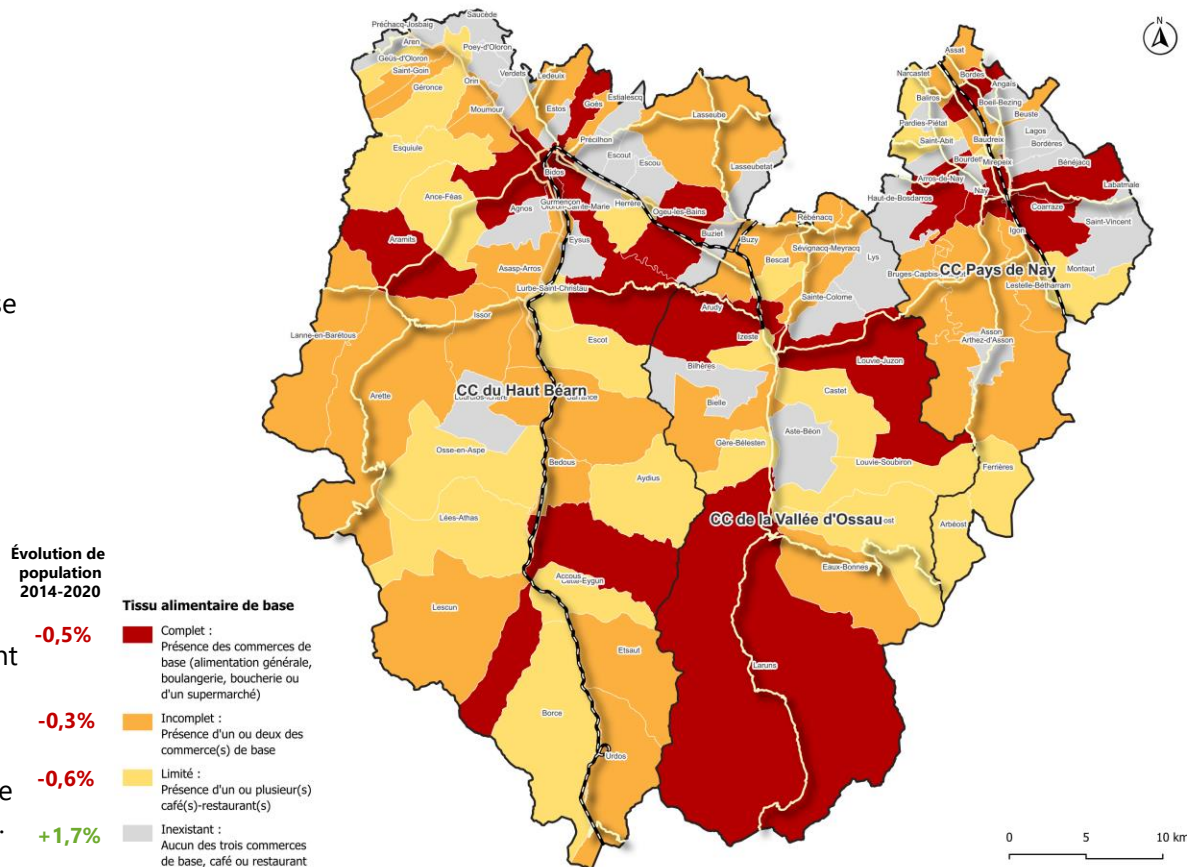 N
Saucède
Préchacq-Josbaig
Aren
Poey-d'Oloron
Geüs-d'Oloron
Saint-Goin
Verdets
Ledeuix
Orin
Géronce
Moumour
Estos
Goès
Estialescq
Précilhon
Lasseube
Esquiule
Escout
Escou
Lasseubetat
Bidos
Ance-Féas
Gurmençon
Herrère
Ogeu-les-Bains
Agnos
Eysus
Buziet
Buzy
Rébénacq
Aramits
Asasp-Arros
Bescat
Sévignacq-Meyracq
Lys
Lurbe-Saint-Christau
Sainte-Colome
Arudy
Issor
Lanne-en-Barétous
Escot
Izeste
Louvie-Juzon
Bilhères
Arette
CC du Haut Béarn
Bielle
Castet
Aste-Béon
Gère-Bélesten
Osse-en-Aspe
Bedous
Aydius
Louvie-Soubiron
Lées-Athas
CC de la Vallée d'Ossau
ost
Eaux-Bonnes
Accous
Cette-Eygun
Lescun
Etsaut
Laruns
Borce
Urdos
Assat
Narcastet
Bordes
Angaïs
Baliros
Boeil-Bezing
Beuste
Pardies-Piétat
Lagos
Saint-Abit
Baudreix
Bordères
Bourdet
Mirepeix
Bénéjacq
Arros-de-Nay
Nay
Labatmale
Haut-de-Bosdarros
Coarraze
Saint-Vincent
Igon
CC Pays de Nay
Montaut
Lestelle-Bétharram
Asson
Arthez-d'Asson
Ferrières
Arbéost
se
nt
e
.
Évolution de
population
2014-2020
-0,5%
-0,3%
-0,6%
+1,7%
Tissu alimentaire de base
Complet :
Présence des commerces de
base (alimentation générale,
boulangerie, boucherie ou
d'un supermarché)
Incomplet :
Présence d'un ou deux des
commerce(s) de base
Limité :
Présence d'un ou plusieur(s)
café(s)-restaurant(s)
Inexistant :
Aucun des trois commerces
de base, café ou restaurant
0 5 10 km